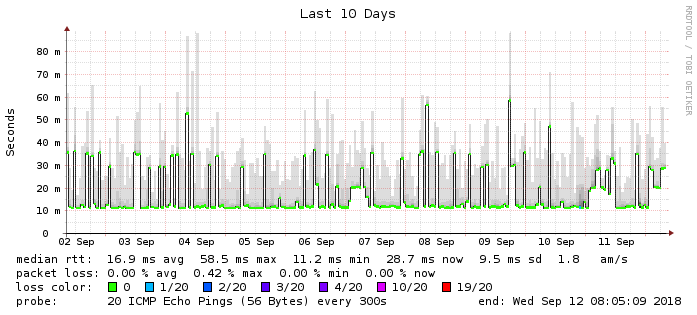 Last 10 Days
RRDTOOL / TOBI OETIKER
Seconds
80 m
70 m
60 m
50 m
40 m
30 m
20 m
10 m
0
02 Sep 03 Sep 04 Sep 05 Sep 06 Sep 07 Sep 08 Sep 09 Sep 10 Sep 11 Sep
median rtt: 16.9 ms avg 58.5 ms max 11.2 ms min 28.7 ms now 9.5 ms sd 1.8 am/s
packet loss: 0.00 % avg 0.42 % max 0.00 % min 0.00 % now
loss color: 0 1/20 2/20 3/20 4/20 10/20 19/20
probe: 20 ICMP Echo Pings (56 Bytes) every 300s end: Wed Sep 12 08:05:09 2018